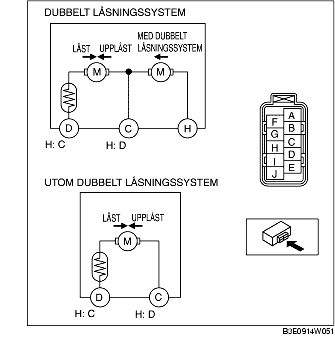 DUBBELT LÅSNINGSSYSTEM
MED DUBBELT
LÅST UPPLÅST LÅSNINGSSYSTEM
M M
D C H
H: C H: D
A
F B
G C
H D
I E
J
UTOM DUBBELT LÅSNINGSSYSTEM
LÅST UPPLÅST
M
D C
H: C H: D
B3E0914W051